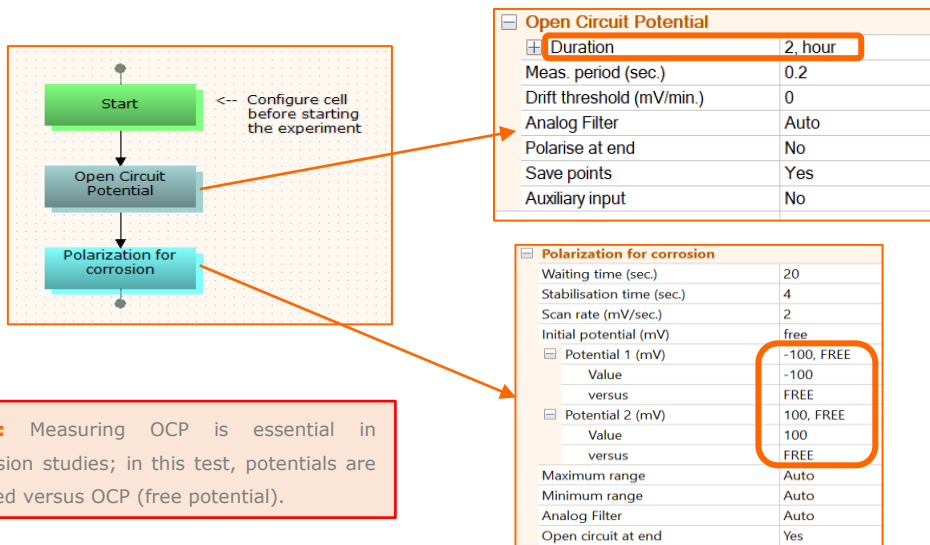 Open Circuit Potential
Duration 2, hour
Meas. period (sec.) 0.2
Drift threshold (mV/min.) 0
Analog Filter Auto
Polarise at end No
Save points Yes
Auxiliary input No
Start
<-- Configure cell
before starting
the experiment
Open Circuit
Potential
Polarization for
corrosion
Polarization for corrosion
Waiting time (sec.) 20
Stabilisation time (sec.) 4
Scan rate (mV/sec.) 2
Initial potential (mV) free
Potential 1 (mV) -100, FREE
Value -100
versus FREE
Potential 2 (mV) 100, FREE
Value 100
versus FREE
Maximum range Auto
Minimum range Auto
Analog Filter Auto
Open circuit at end Yes
: Measuring OCP is essential in
sion studies; in this test, potentials are
ed versus OCP (free potential).